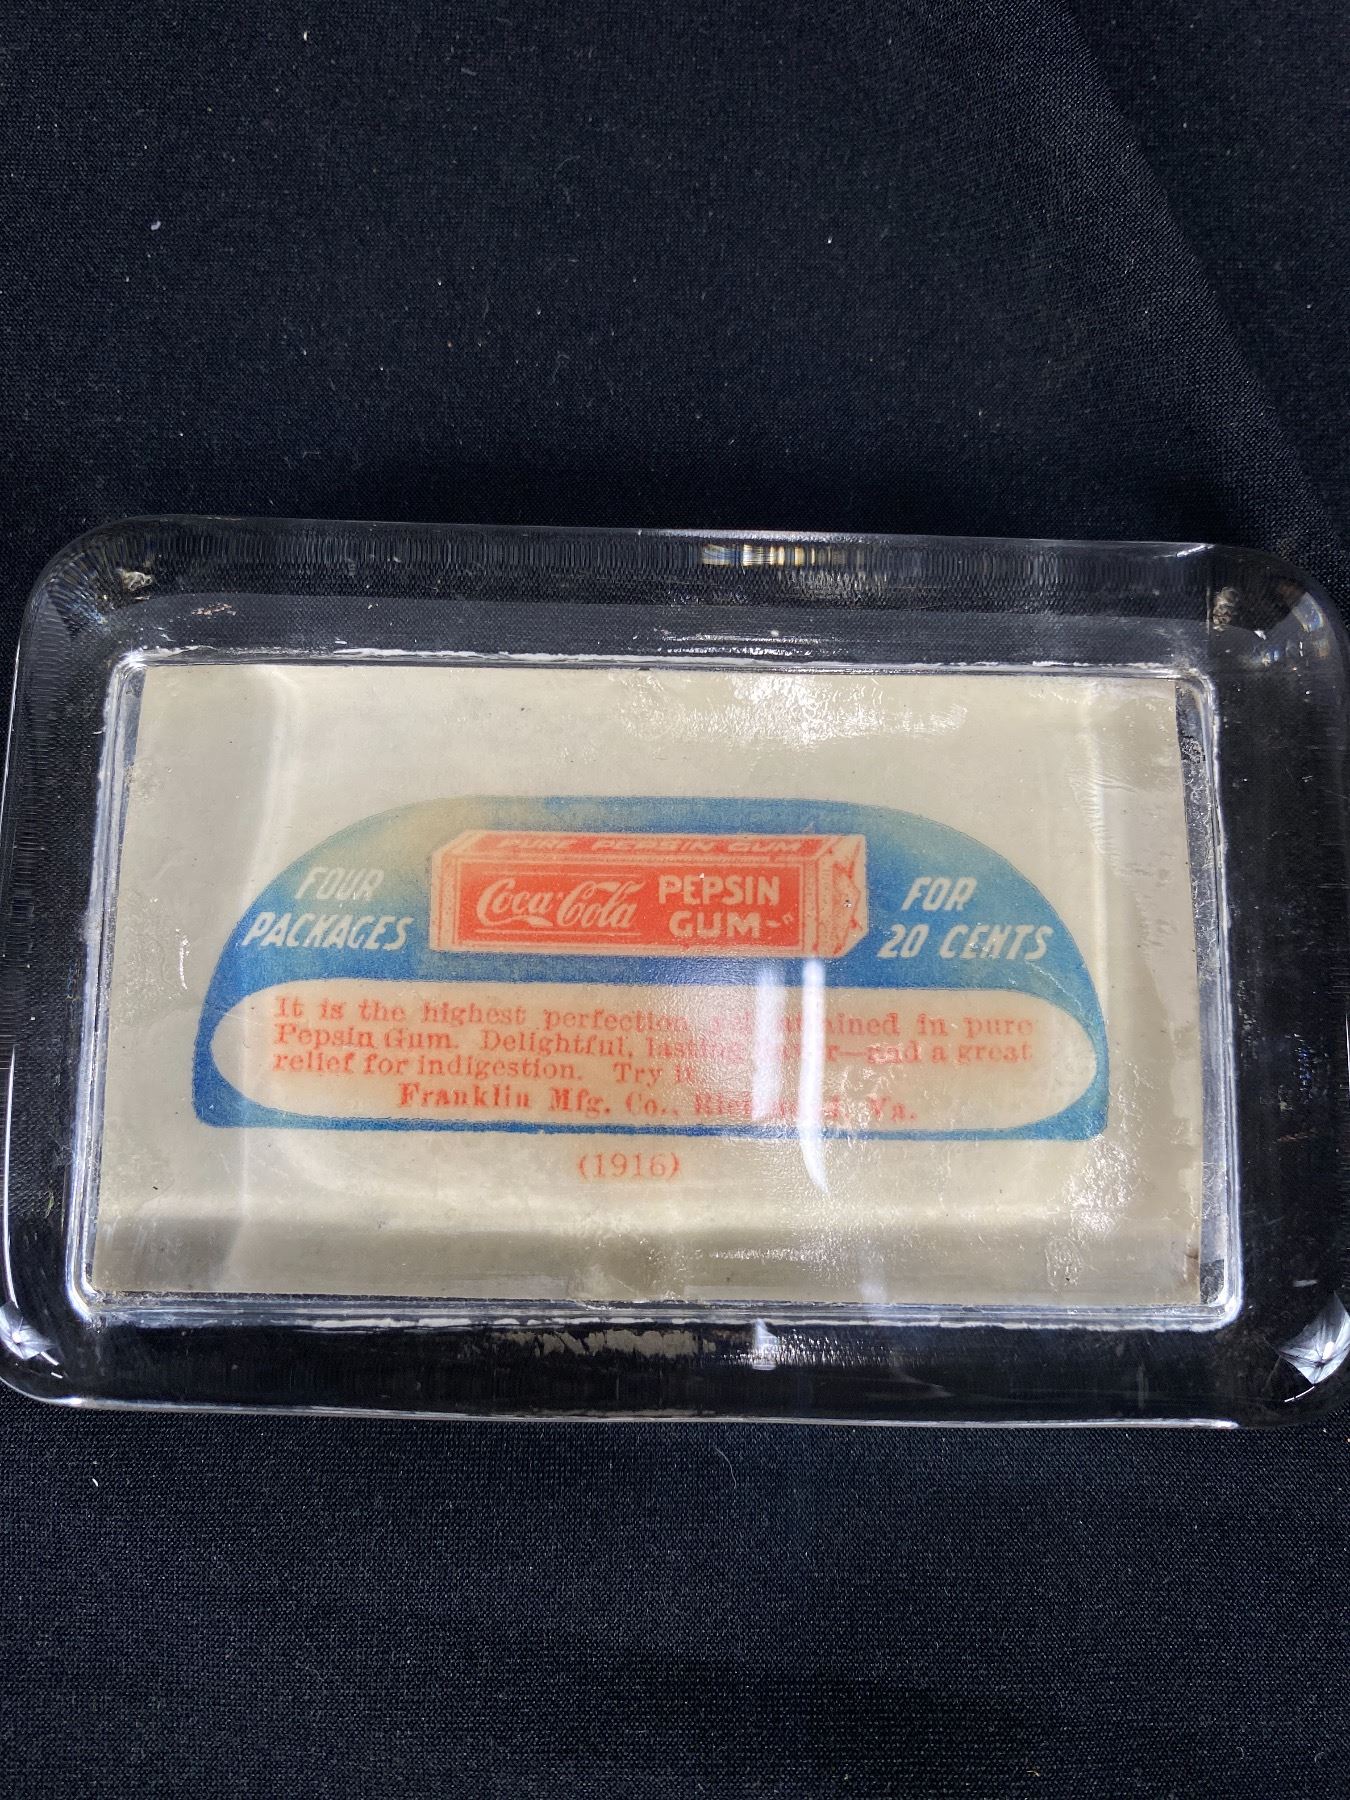 PURE PEPSIN GUM
Coca-Cola PEPSIN
GUM
FOUR
PACKAGES
FOR
20 CENTS
It is the highest perfection in pure
Pepsin Gum. Delightful, lasting and a great
relief for indigestion. Try it
Franklin Mfg. Co., Richmond, Va.
(1916)